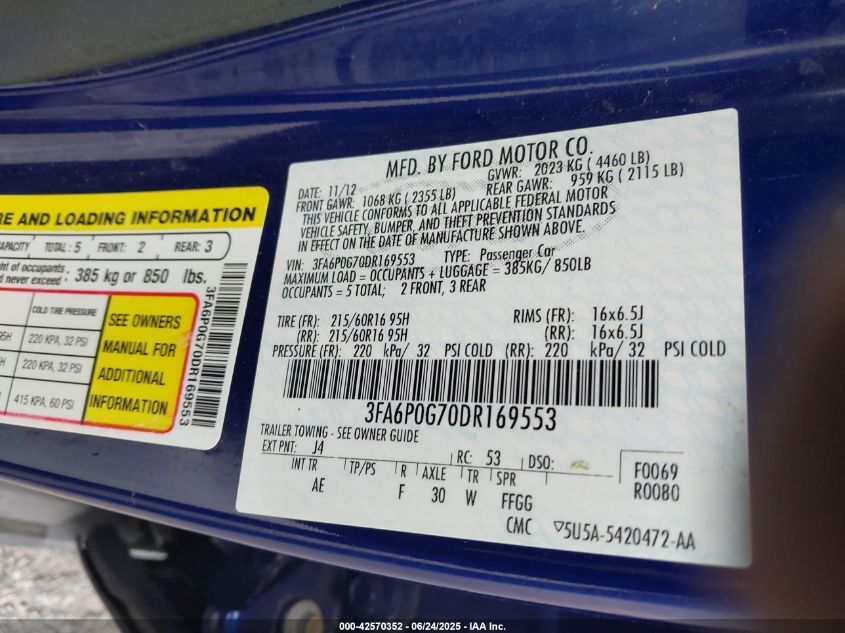 MFD. BY FORD MOTOR CO.
DATE: 11/12 GVWR: 2023 KG ( 4460 LB)
FRONT GAWR: 1068 KG ( 2355 LB) REAR GAWR: 959 KG ( 2115 LB)
THIS VEHICLE CONFORMS TO ALL APPLICABLE FEDERAL MOTOR
VEHICLE SAFETY, BUMPER, AND THEFT PREVENTION STANDARDS
IN EFFECT ON THE DATE OF MANUFACTURE SHOWN ABOVE.
VIN: 3FA6P0G70DR169553 TYPE: Passenger Car
MAXIMUM LOAD = OCCUPANTS + LUGGAGE = 385KG/ 850LB
OCCUPANTS = 5 TOTAL; 2 FRONT, 3 REAR
TIRE (FR): 215/60R16 95H RIMS (FR): 16x6.5J
(RR): 215/60R16 95H (RR): 16x6.5J
PRESSURE (FR): 220 kPa/ 32 PSI COLD (RR): 220 kPa/ 32 PSI COLD
3FA6P0G70DR169553
TRAILER TOWING - SEE OWNER GUIDE
EXT PNT: J4 RC: 53 DSO:
INT TR TP/PS R AXLE TR SPR
AE F 30 W FFGG
F0069
R0080
CMC ▽5U5A-5420472-AA
RE AND LOADING INFORMATION
CAPACITY TOTAL : 5 FRONT: 2 REAR: 3
ht of occupants
d never exceed : 385 kg or 850 lbs.
COLD TIRE PRESSURE
95H 220 KPA, 32 PSI
H 220 KPA, 32 PSI
415 KPA, 60 PSI
SEE OWNERS
MANUAL FOR
ADDITIONAL
INFORMATION
3FA6P0G70DR169553
000-42570352 | 06/24/2025 - IAA Inc.